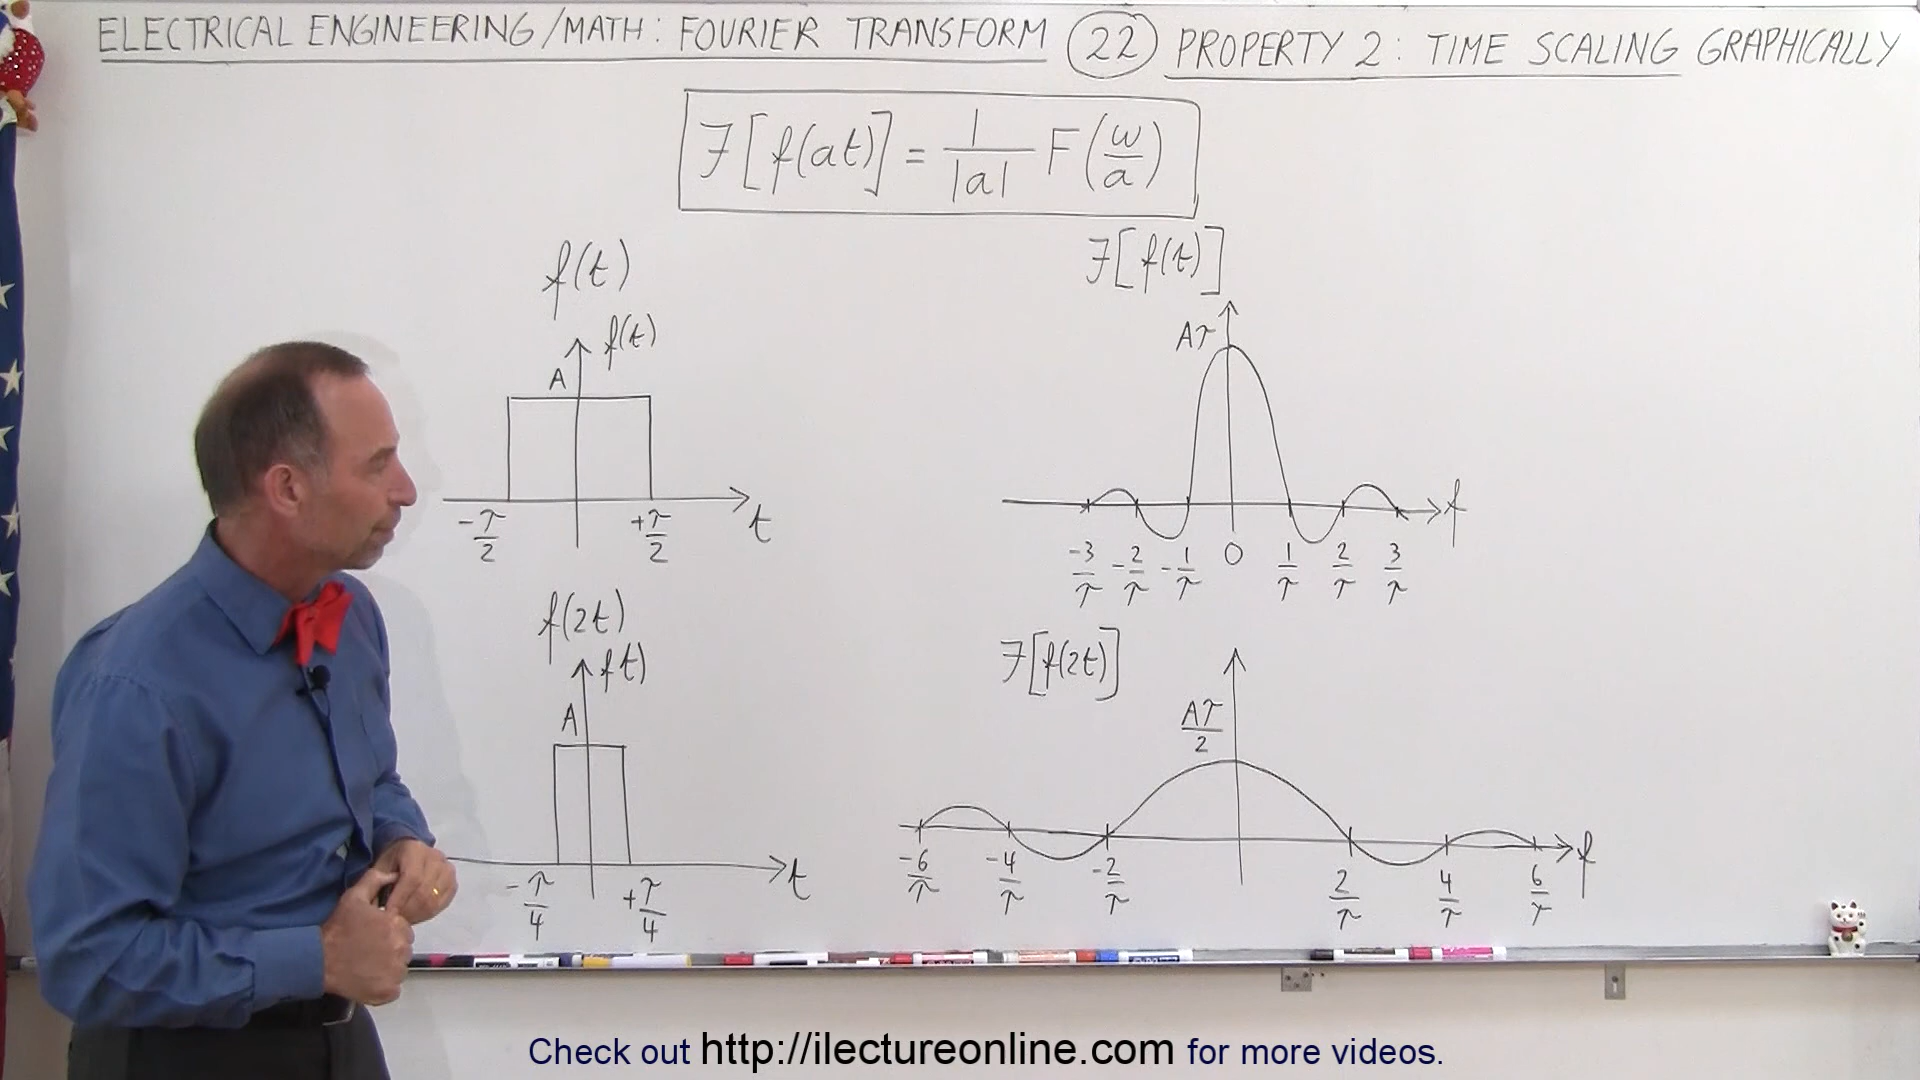 ELECTRICAL ENGINEERING/MATH: FOURIER TRANSFORM (22) PROPERTY 2: TIME SCALING GRAPHICALLY
ℱ[f(at)] = 1/|a| F(ω/a)
f(t)
ℱ[f(t)]
f(t)
Aτ
A
f
-τ/2 +τ/2 t
-3/τ -2/τ -1/τ 0 1/τ 2/τ 3/τ
f(2t)
ℱ[f(2t)]
f(t)
A
Aτ/2
f
-τ/4 +τ/4 t
-6/τ -4/τ -2/τ 2/τ 4/τ 6/τ
Check out http://ilectureonline.com for more videos.